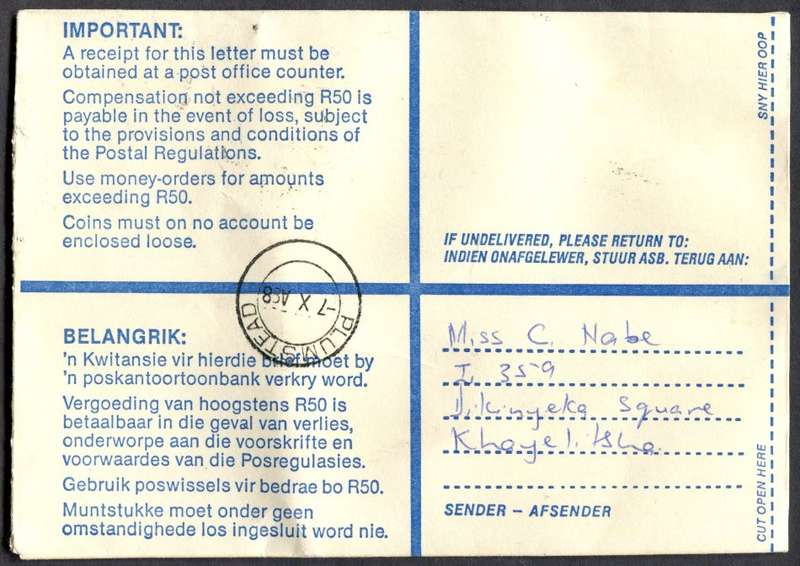 IMPORTANT:
A receipt for this letter must be
obtained at a post office counter.
Compensation not exceeding R50 is
payable in the event of loss, subject
to the provisions and conditions of
the Postal Regulations.
Use money-orders for amounts
exceeding R50.
Coins must on no account be
enclosed loose.
SNY HIER OOP
IF UNDELIVERED, PLEASE RETURN TO:
INDIEN ONAFGELEWER, STUUR ASB. TERUG AAN:
PLUMSTEAD
-7 X
BELANGRIK:
'n Kwitansie vir hierdie brief moet by
'n poskantoortoonbank verkry word.
Vergoeding van hoogstens R50 is
betaalbaar in die geval van verlies,
onderworpe aan die voorskrifte en
voorwaardes van die Posregulasies.
Gebruik poswissels vir bedrae bo R50.
Muntstukke moet onder geen
omstandighede los ingesluit word nie.
Miss C. Nabe
I 359
Square
Khayelitsha
SENDER – AFSENDER
CUT OPEN HERE